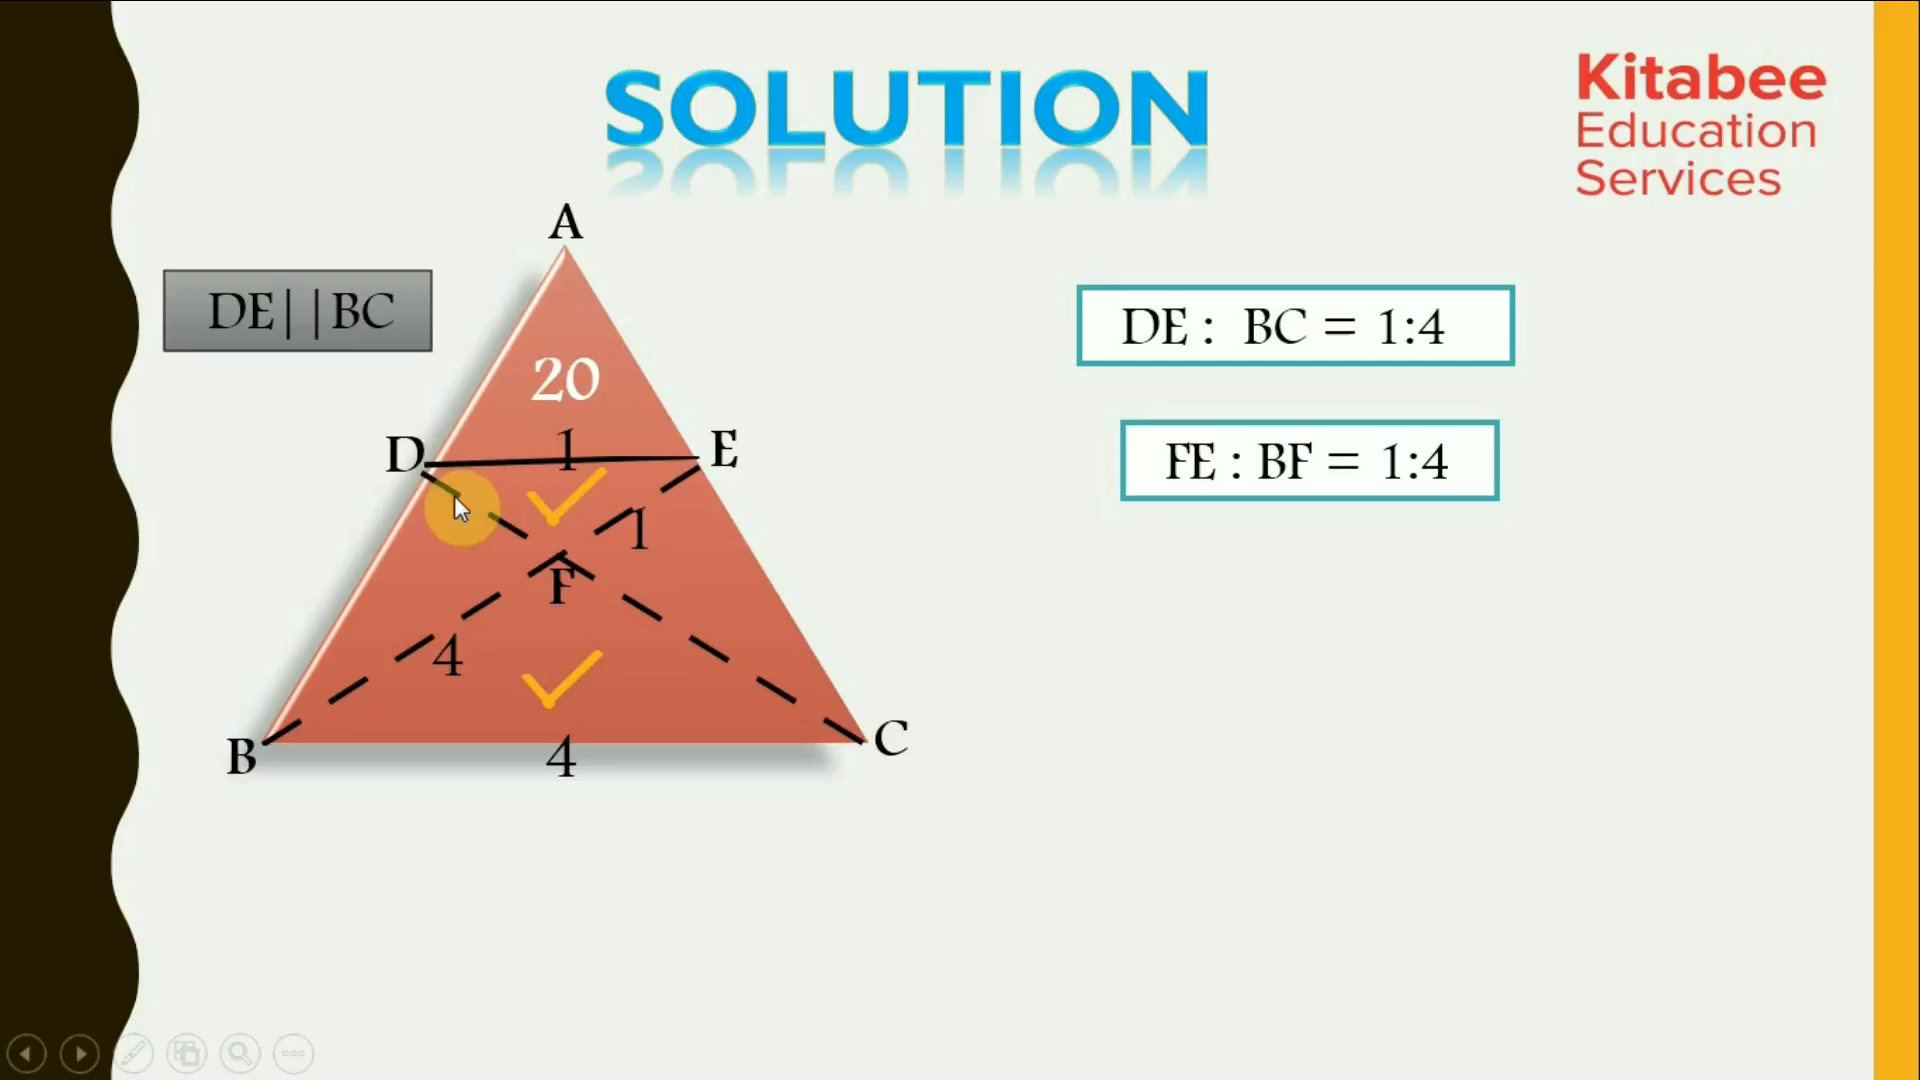 SOLUTION
Kitabee
Education
Services
A
DE||BC
DE : BC = 1:4
20
D
1
E
FE : BF = 1:4
1
F
4
B
4
C